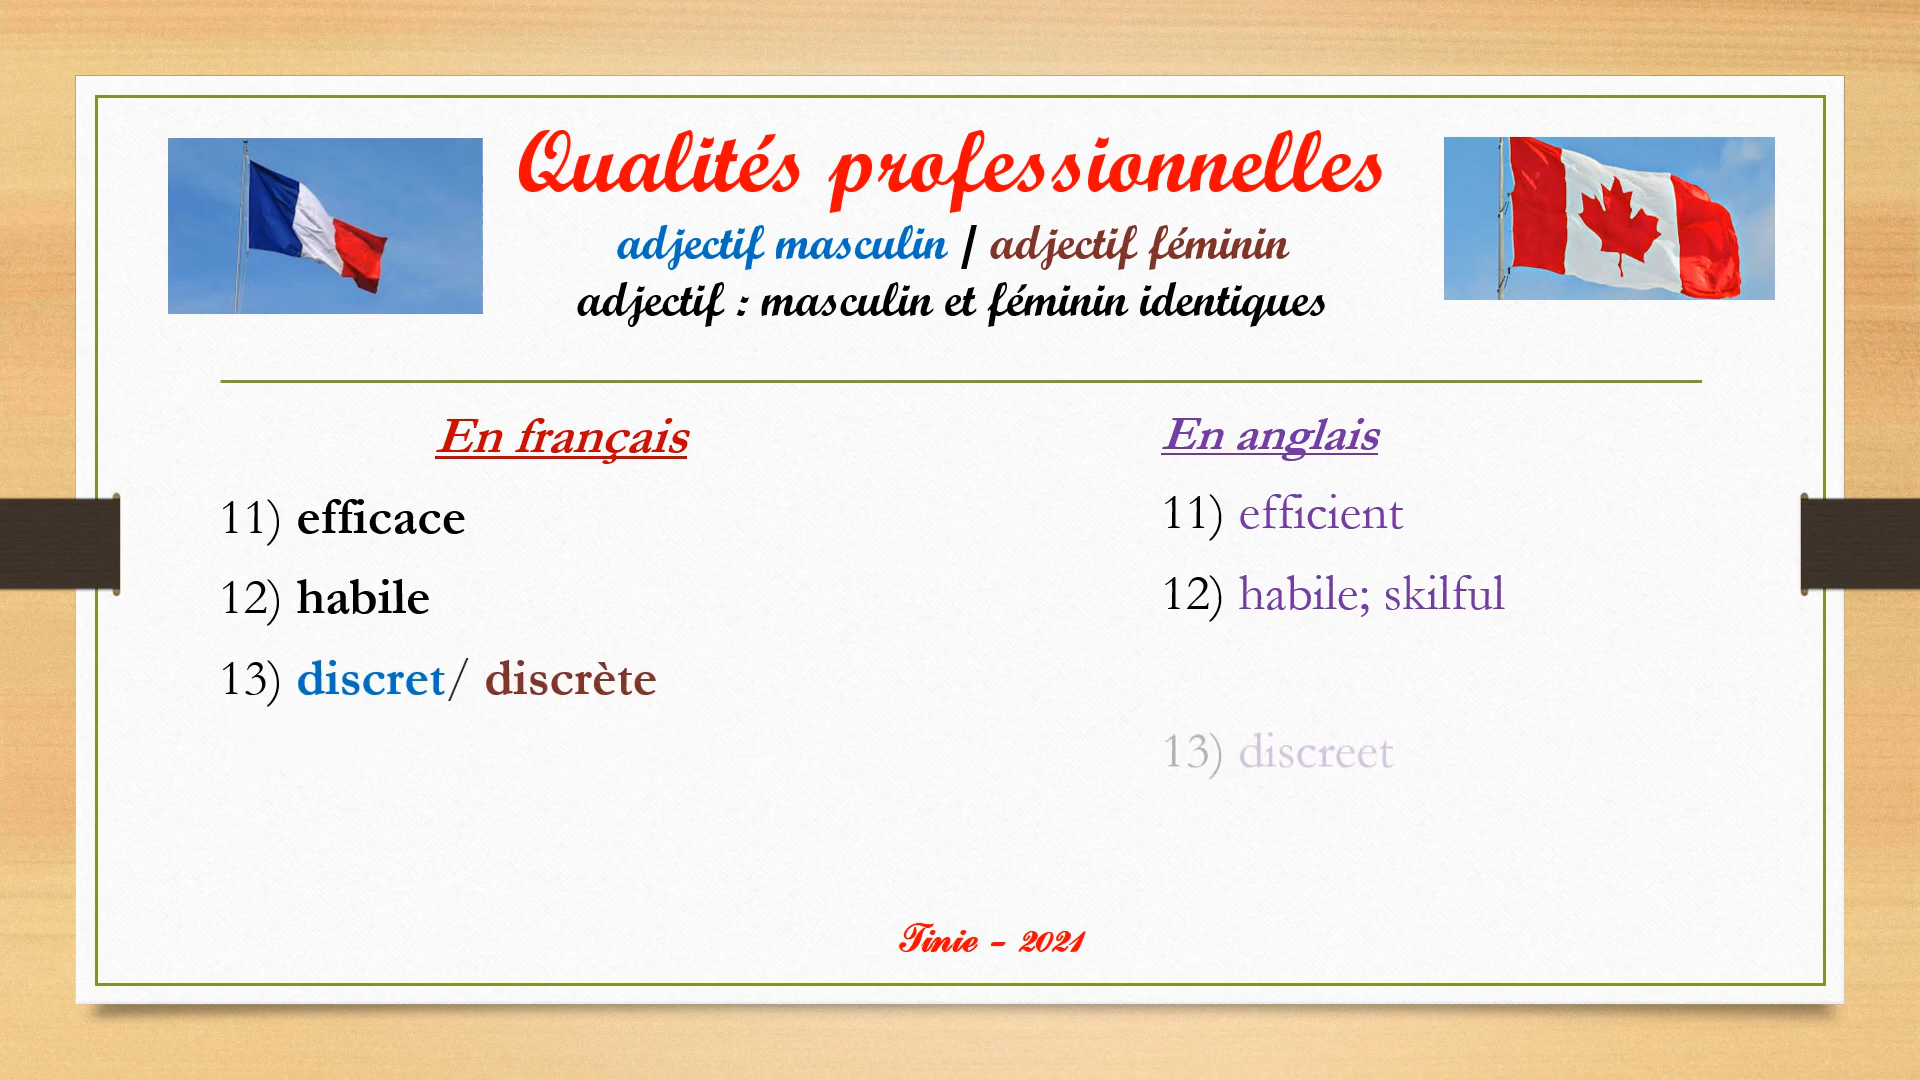 Qualités professionnelles
adjectif masculin / adjectif féminin
adjectif : masculin et féminin identiques
En français
11) efficace
12) habile
13) discret/ discrète
En anglais
11) efficient
12) habile; skilful
13) discreet
Tinie - 2021